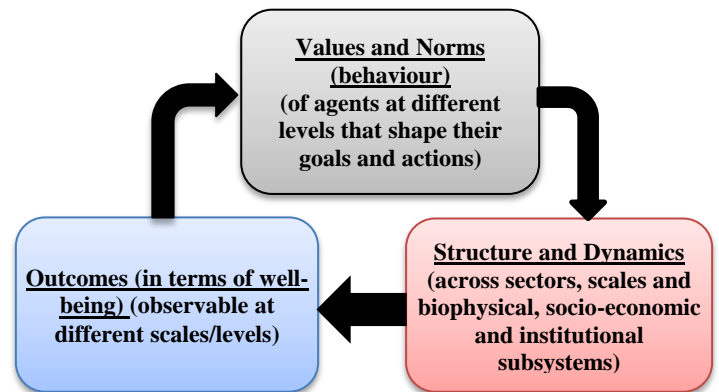 Values and Norms
(behaviour)
(of agents at different
levels that shape their
goals and actions)
Structure and Dynamics
(across sectors, scales and
biophysical, socio-economic
and institutional
subsystems)
Outcomes (in terms of well-
being) (observable at
different scales/levels)